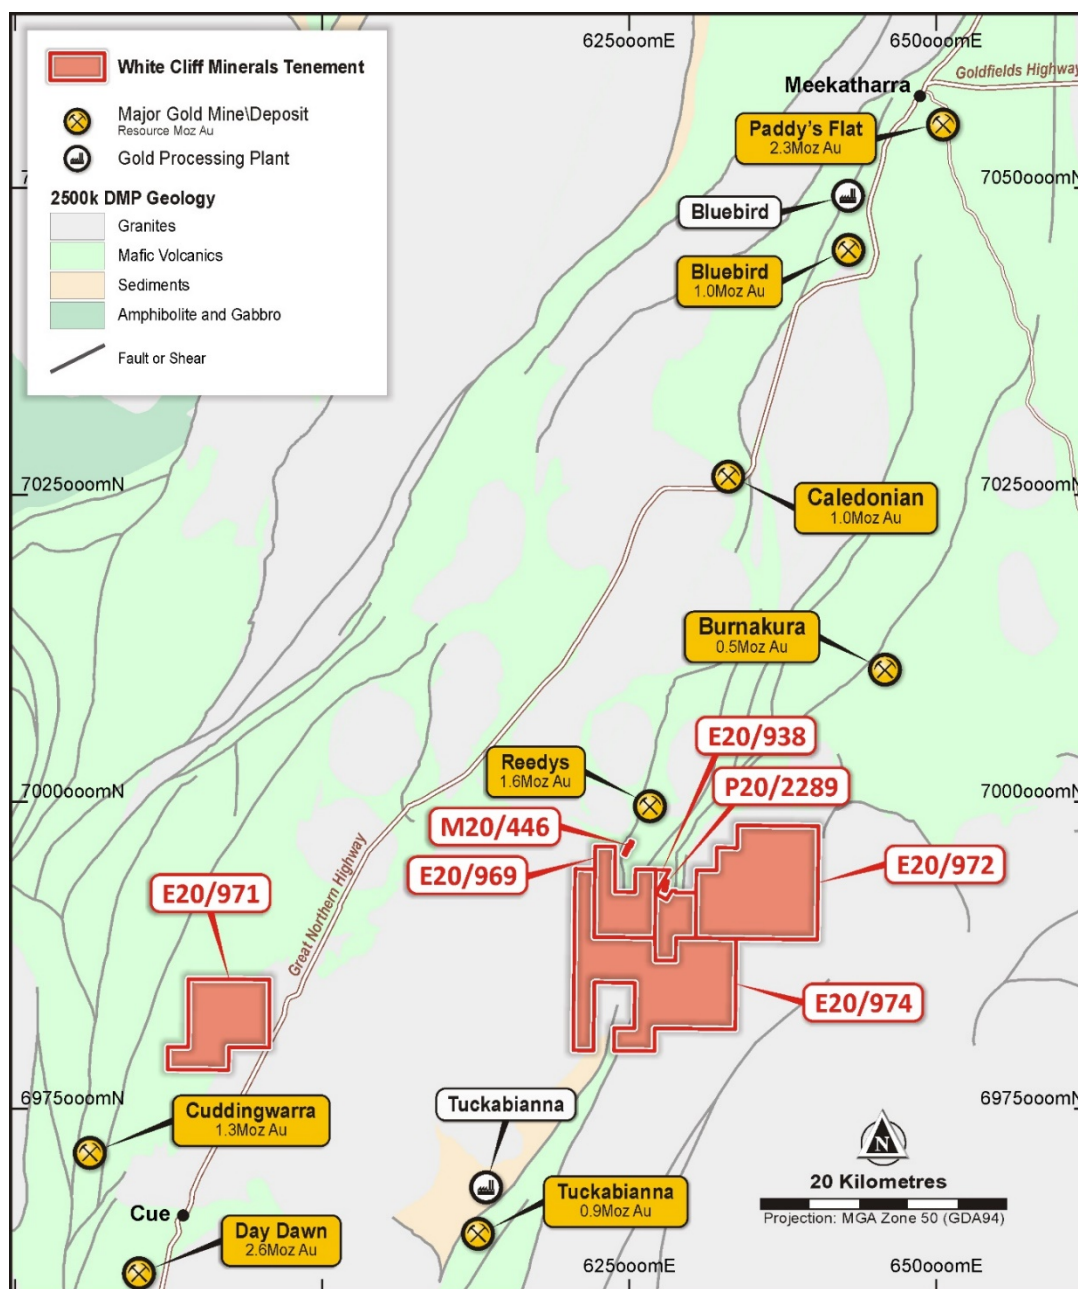 625000mE
650000mE
White Cliff Minerals Tenement
Major Gold Mine\Deposit
Resource Moz Au
Gold Processing Plant
2500k DMP Geology
Granites
Mafic Volcanics
Sediments
Amphibolite and Gabbro
Fault or Shear
Goldfields Highway
Meekatharra
Paddy's Flat
2.3Moz Au
7050000mN
Bluebird
Bluebird
1.0Moz Au
7025000mN
7025000mN
Caledonian
1.0Moz Au
Burnakura
0.5Moz Au
E20/938
Reedys
1.6Moz Au
P20/2289
7000000mN
7000000mN
M20/446
E20/969
E20/972
E20/971
Great Northern Highway
E20/974
6975000mN
6975000mN
Cuddingwarra
1.3Moz Au
Tuckabianna
N
20 Kilometres
Projection: MGA Zone 50 (GDA94)
Tuckabianna
0.9Moz Au
Cue
Day Dawn
2.6Moz Au
625000mE
650000mE